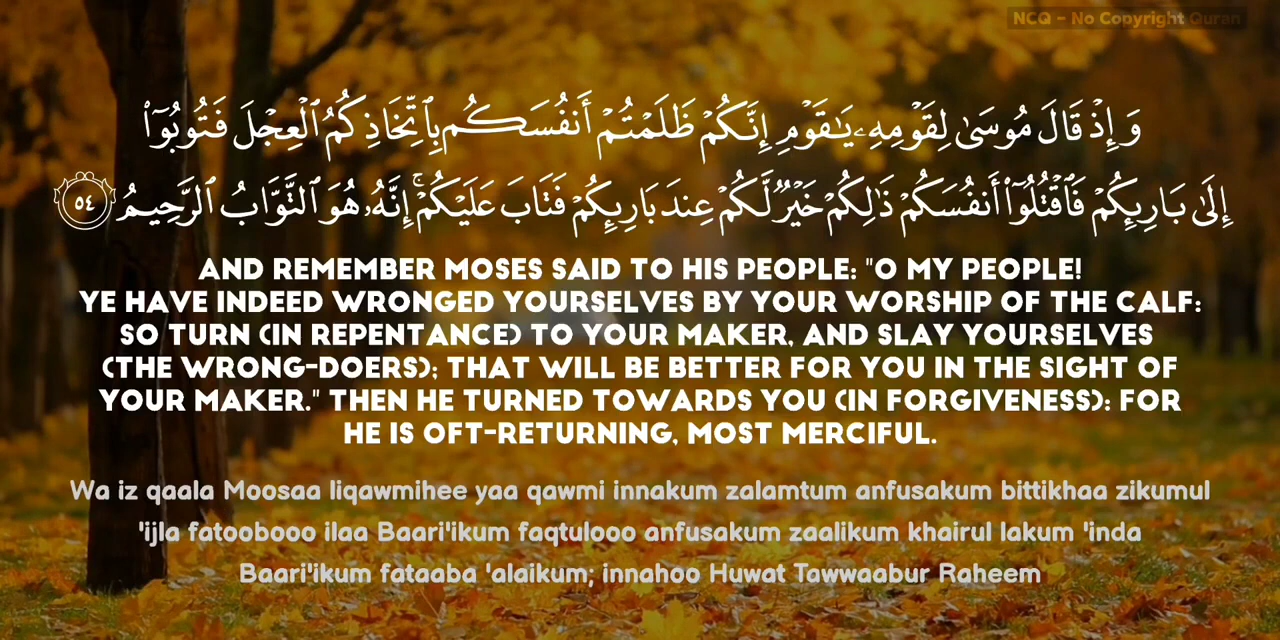 NCQ - No Copyright Quran
وَإِذْ قَالَ مُوسَىٰ لِقَوْمِهِۦ يَـٰقَوْمِ إِنَّكُمْ ظَلَمْتُمْ أَنفُسَكُم بِٱتِّخَاذِكُمُ ٱلْعِجْلَ فَتُوبُوٓا۟
إِلَىٰ بَارِئِكُمْ فَٱقْتُلُوٓا۟ أَنفُسَكُمْ ذَٰلِكُمْ خَيْرٌ لَّكُمْ عِندَ بَارِئِكُمْ فَتَابَ عَلَيْكُمْ ۚ إِنَّهُۥ هُوَ ٱلتَّوَّابُ ٱلرَّحِيمُ ٥٤
AND REMEMBER MOSES SAID TO HIS PEOPLE: "O MY PEOPLE!
YE HAVE INDEED WRONGED YOURSELVES BY YOUR WORSHIP OF THE CALF:
SO TURN (IN REPENTANCE) TO YOUR MAKER, AND SLAY YOURSELVES
(THE WRONG-DOERS); THAT WILL BE BETTER FOR YOU IN THE SIGHT OF
YOUR MAKER." THEN HE TURNED TOWARDS YOU (IN FORGIVENESS): FOR
HE IS OFT-RETURNING, MOST MERCIFUL.
Wa iz qaala Moosaa liqawmihee yaa qawmi innakum zalamtum anfusakum bittikhaa zikumul
'ijla fatoobooo ilaa Baari'ikum faqtulooo anfusakum zaalikum khairul lakum 'inda
Baari'ikum fataaba 'alaikum; innahoo Huwat Tawwaabur Raheem